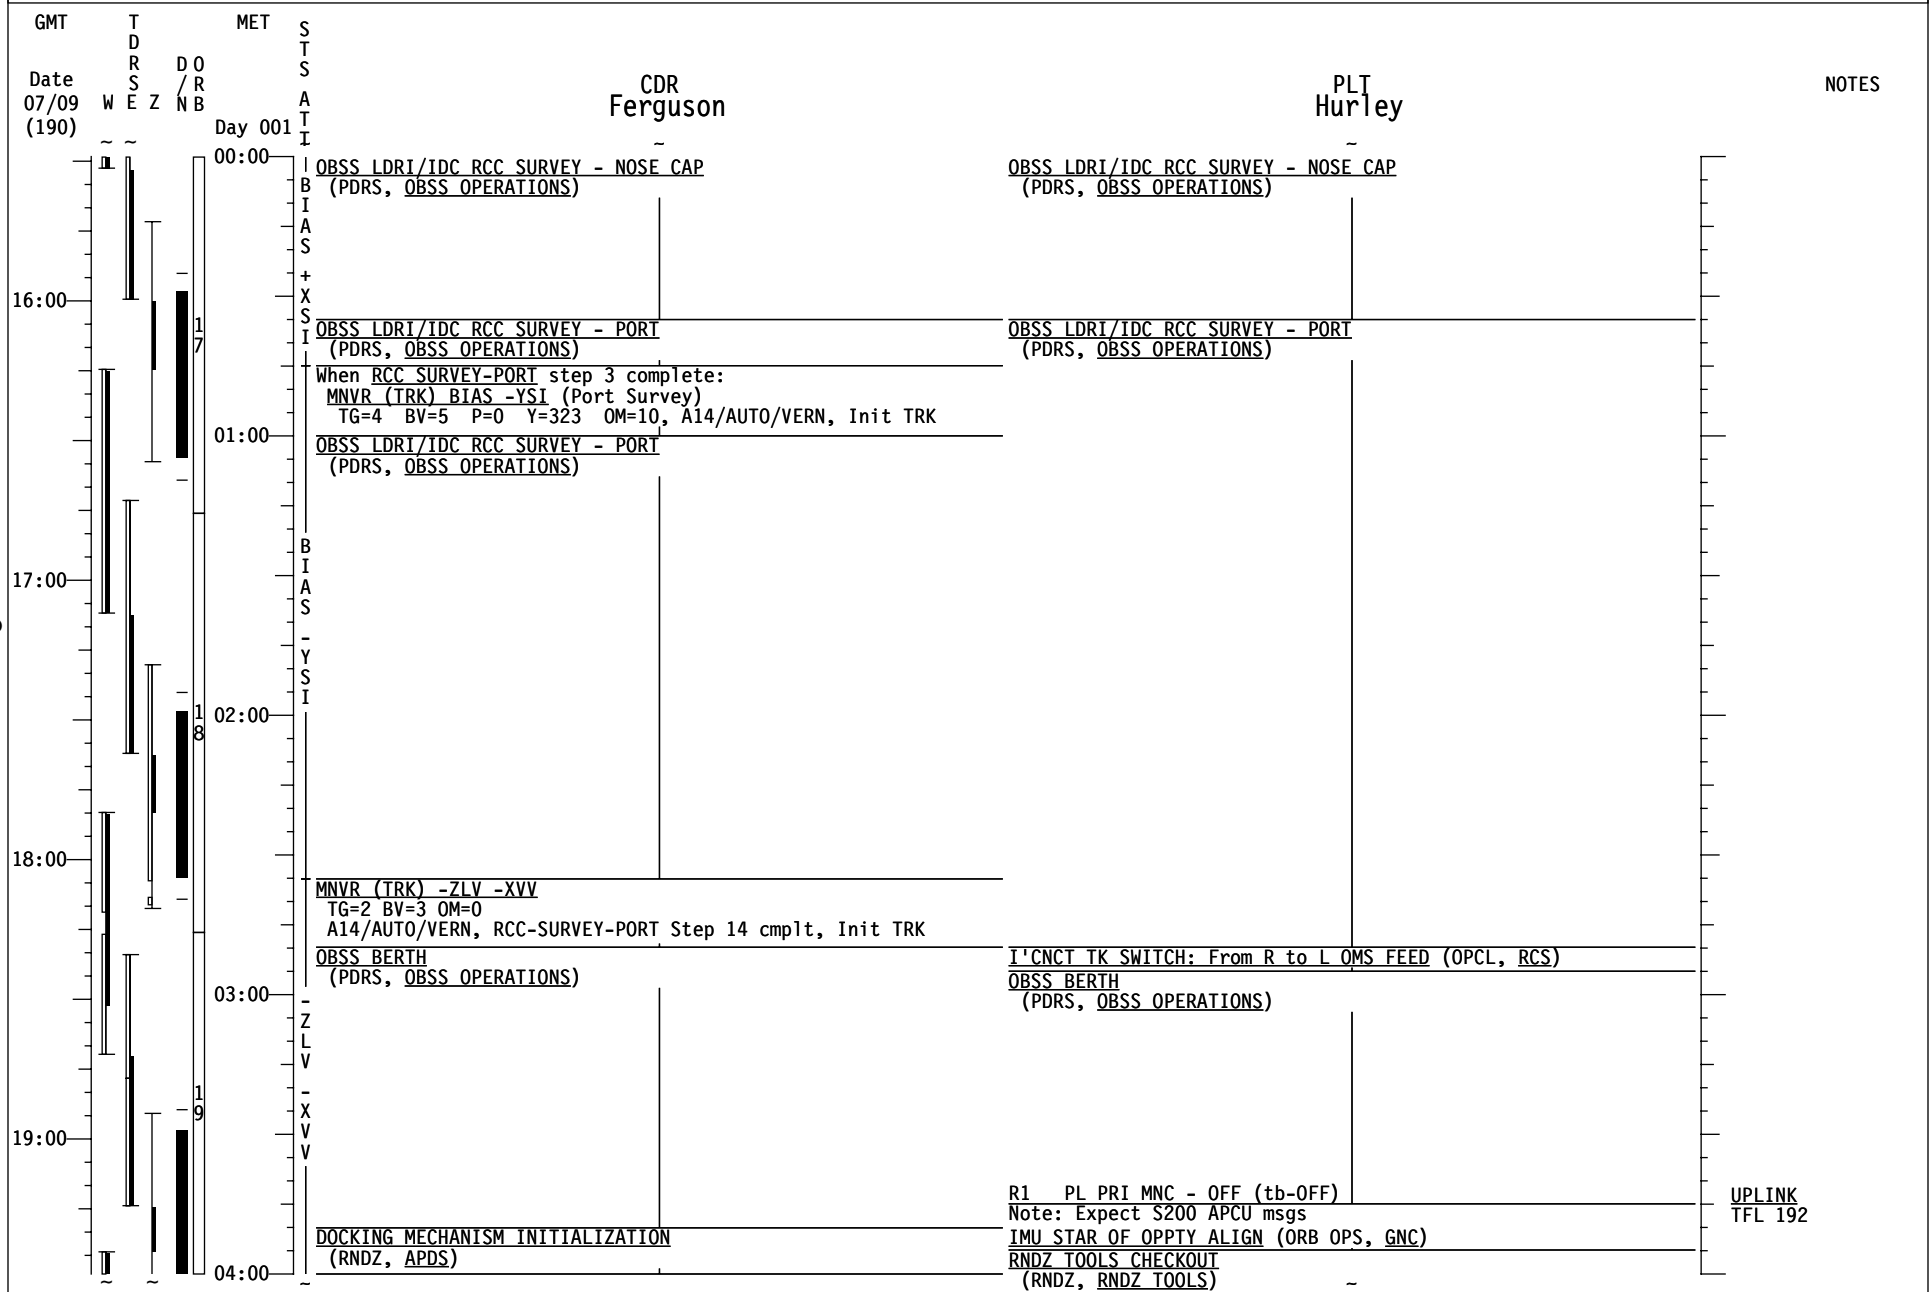 GMT
TDRS
MET
STS ATT
Date
07/09
(190)
W E Z
D/N
ORB
Day 001
CDR
Ferguson
PLT
Hurley
NOTES
~ ~ ~ ~
00:00
OBSS LDRI/IDC RCC SURVEY - NOSE CAP
(PDRS, OBSS OPERATIONS)
OBSS LDRI/IDC RCC SURVEY - NOSE CAP
(PDRS, OBSS OPERATIONS)
BIAS +XSI
16:00
17
OBSS LDRI/IDC RCC SURVEY - PORT
(PDRS, OBSS OPERATIONS)
OBSS LDRI/IDC RCC SURVEY - PORT
(PDRS, OBSS OPERATIONS)
When RCC SURVEY-PORT step 3 complete:
MNVR (TRK) BIAS -YSI (Port Survey)
TG=4 BV=5 P=0 Y=323 OM=10, A14/AUTO/VERN, Init TRK
01:00
OBSS LDRI/IDC RCC SURVEY - PORT
(PDRS, OBSS OPERATIONS)
BIAS -YSI
17:00
18
02:00
18:00
MNVR (TRK) -ZLV -XVV
TG=2 BV=3 OM=0
A14/AUTO/VERN, RCC-SURVEY-PORT Step 14 cmplt, Init TRK
OBSS BERTH
(PDRS, OBSS OPERATIONS)
I'CNCT TK SWITCH: From R to L OMS FEED (OPCL, RCS)
OBSS BERTH
(PDRS, OBSS OPERATIONS)
03:00
-ZLV -XVV
19
19:00
R1 PL PRI MNC - OFF (tb-OFF)
Note: Expect S200 APCU msgs
UPLINK
TFL 192
DOCKING MECHANISM INITIALIZATION
(RNDZ, APDS)
IMU STAR OF OPPTY ALIGN (ORB OPS, GNC)
RNDZ TOOLS CHECKOUT
(RNDZ, RNDZ TOOLS)
04:00
~ ~ ~ ~